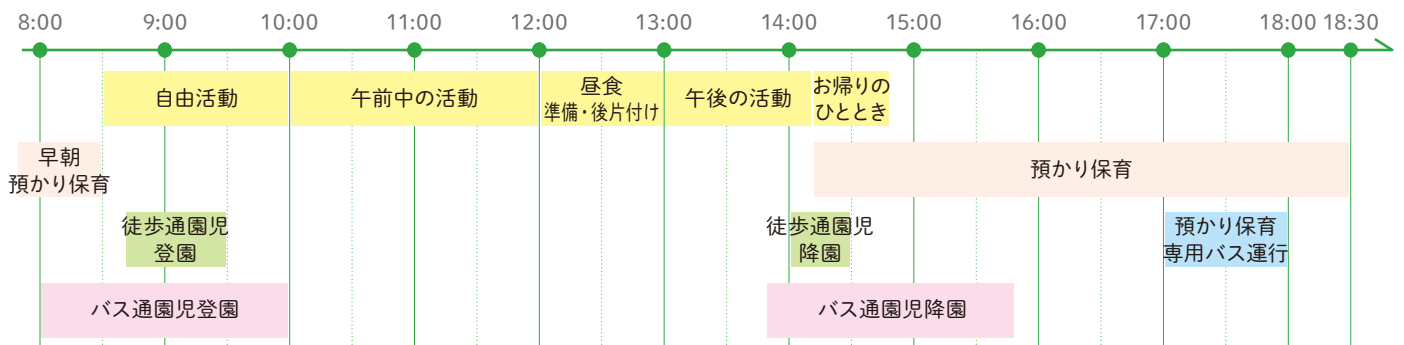 8:00 9:00 10:00 11:00 12:00 13:00 14:00 15:00 16:00 17:00 18:00 18:30
自由活動
午前中の活動
昼食
準備・後片付け
午後の活動
お帰りの
ひととき
早朝
預かり保育
預かり保育
徒歩通園児
登園
徒歩通園児
降園
預かり保育
専用バス運行
バス通園児登園
バス通園児降園